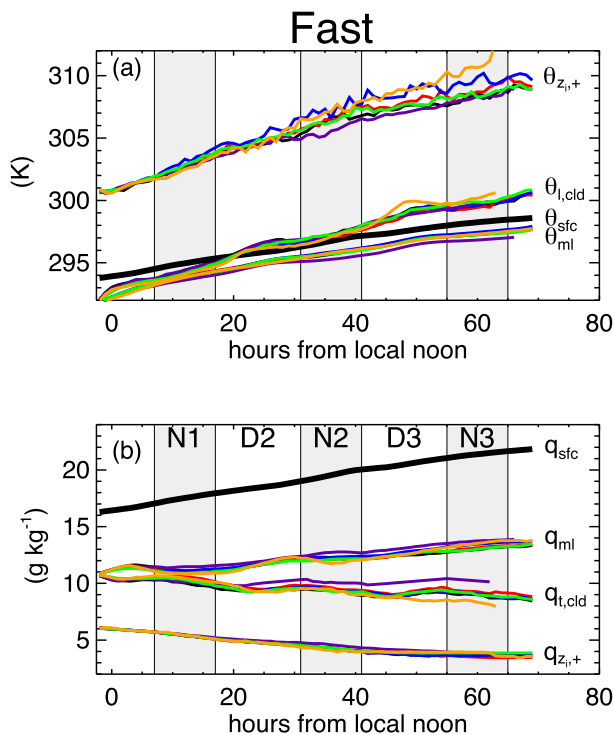 Fast
(a)
310
305
300
295
(K)
θzᵢ,+
θl,cld
θsfc
θml
0 20 40 60 80
hours from local noon
(b)
N1 D2 N2 D3 N3
20
15
10
5
(g kg⁻¹)
qsfc
qml
qt,cld
qzᵢ,+
0 20 40 60 80
hours from local noon